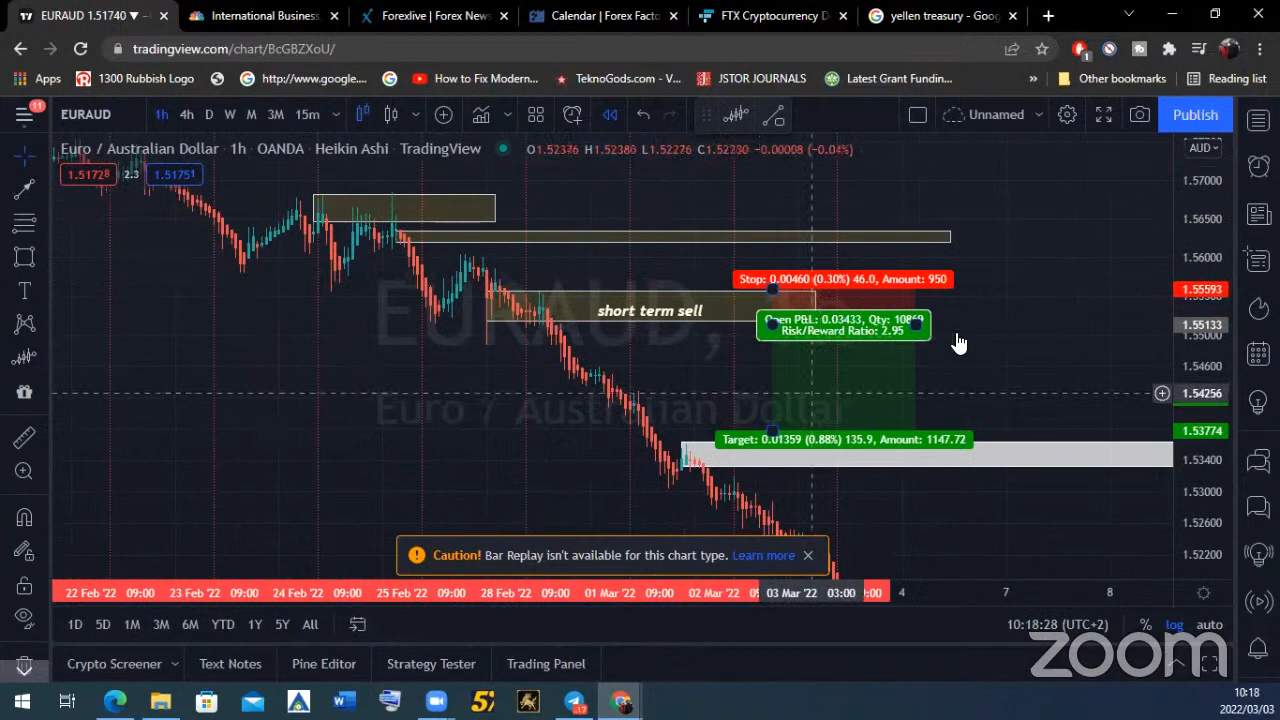 EURAUD 1.51740 ▼
International Business,
Forexlive | Forex News
Calendar | Forex Facto
FTX Cryptocurrency D
yellen treasury - Goog
tradingview.com/chart/BcGBZXoU/
Apps
1300 Rubbish Logo
http://www.google....
How to Fix Modern...
TeknoGods.com - V...
JSTOR JOURNALS
Latest Grant Fundin...
Other bookmarks
Reading list
11
EURAUD
1h 4h D W M 3M 15m
Unnamed
Publish
Euro / Australian Dollar · 1h · OANDA · Heikin Ashi · TradingView
O1.52376 H1.52386 L1.52276 C1.52230 −0.00008 (−0.04%)
AUD
1.51728 2.3 1.51751
1.57000
1.56500
1.56000
Stop: 0.00460 (0.30%) 46.0, Amount: 950
1.55593
short term sell
Open P&L: 0.03433, Qty: 10869
Risk/Reward Ratio: 2.95
1.55133
1.55000
1.54600
EURAUD,
1.54256
Euro / Australian Dollar
1.53774
Target: 0.01359 (0.88%) 135.9, Amount: 1147.72
1.53400
1.53000
1.52600
1.52200
Caution! Bar Replay isn't available for this chart type. Learn more
22 Feb '22 09:00 23 Feb '22 09:00 24 Feb '22 09:00 25 Feb '22 09:00 28 Feb '22 09:00 01 Mar '22 09:00 02 Mar '22 03 Mar '22 03:00 4 7 8
1D 5D 1M 3M 6M YTD 1Y 5Y All
10:18:28 (UTC+2)
% log auto
zoom
Crypto Screener
Text Notes
Pine Editor
Strategy Tester
Trading Panel
10:18
2022/03/03